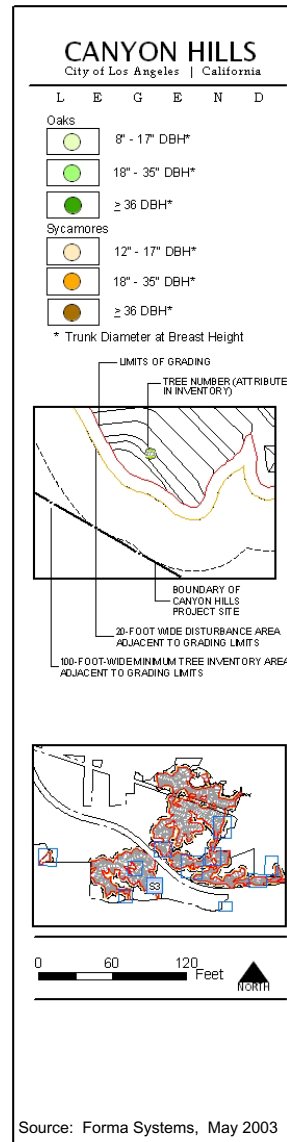 CANYON HILLS
City of Los Angeles | California
L E G E N D
Oaks
8" - 17" DBH*
18" - 35" DBH*
≥ 36 DBH*
Sycamores
12" - 17" DBH*
18" - 35" DBH*
≥ 36 DBH*
* Trunk Diameter at Breast Height
LIMITS OF GRADING
TREE NUMBER (ATTRIBUTE
IN INVENTORY)
BOUNDARY OF
CANYON HILLS
PROJECT SITE
20-FOOT WIDE DISTURBANCE AREA
ADJACENT TO GRADING LIMITS
100-FOOT-WIDE MINIMUM TREE INVENTORY AREA
ADJACENT TO GRADING LIMITS
S3
0 60 120
Feet
NORTH
Source: Forma Systems, May 2003